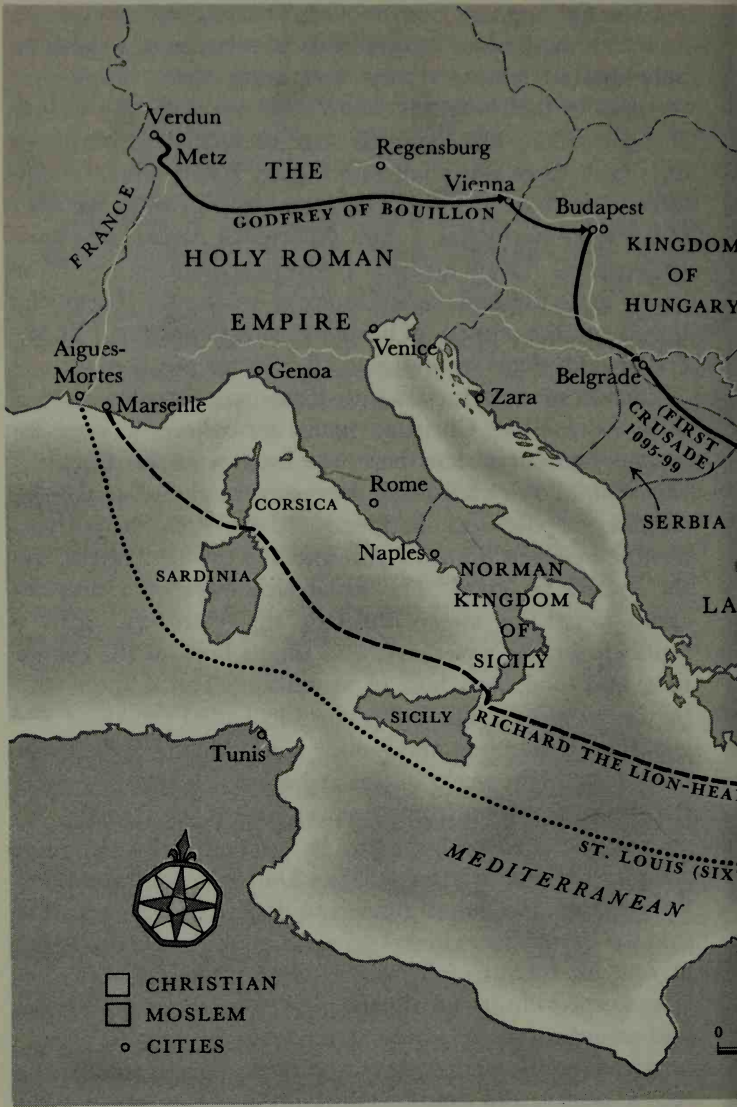 Verdun
Metz
THE
Regensburg
Vienna
Budapest
GODFREY OF BOUILLON
FRANCE
HOLY ROMAN
KINGDOM
OF
HUNGARY
EMPIRE
Venice
Aigues-
Mortes
Genoa
Marseille
Belgrade
Zara
(FIRST
CRUSADE)
1095-99
CORSICA
Rome
SERBIA
Naples
SARDINIA
NORMAN
KINGDOM
OF
SICILY
LA
SICILY
RICHARD THE LION-HEA
Tunis
ST. LOUIS (SIX
MEDITERRANEAN
CHRISTIAN
MOSLEM
CITIES
0